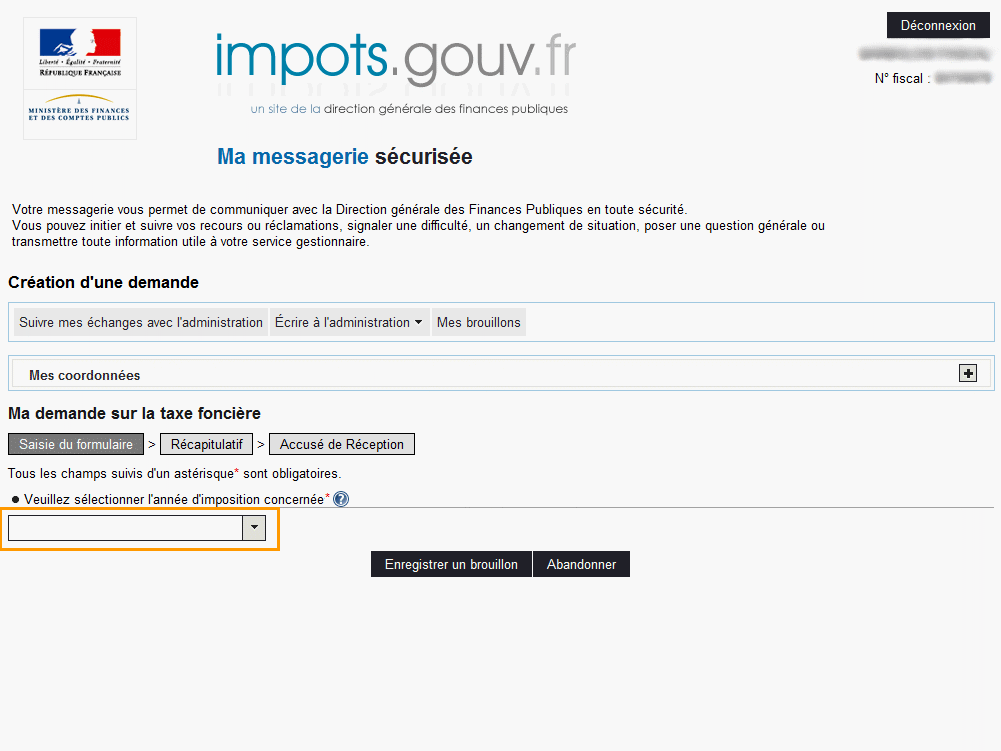 Déconnexion
N° fiscal :
Liberté • Égalité • Fraternité
RÉPUBLIQUE FRANÇAISE
MINISTÈRE DES FINANCES
ET DES COMPTES PUBLICS
impots.gouv.fr
un site de la direction générale des finances publiques
Ma messagerie sécurisée
Votre messagerie vous permet de communiquer avec la Direction générale des Finances Publiques en toute sécurité.
Vous pouvez initier et suivre vos recours ou réclamations, signaler une difficulté, un changement de situation, poser une question générale ou
transmettre toute information utile à votre service gestionnaire.
Création d'une demande
Suivre mes échanges avec l'administration Écrire à l'administration Mes brouillons
Mes coordonnées
Ma demande sur la taxe foncière
Saisie du formulaire > Récapitulatif > Accusé de Réception
Tous les champs suivis d'un astérisque* sont obligatoires.
• Veuillez sélectionner l'année d'imposition concernée* ?
Enregistrer un brouillon Abandonner